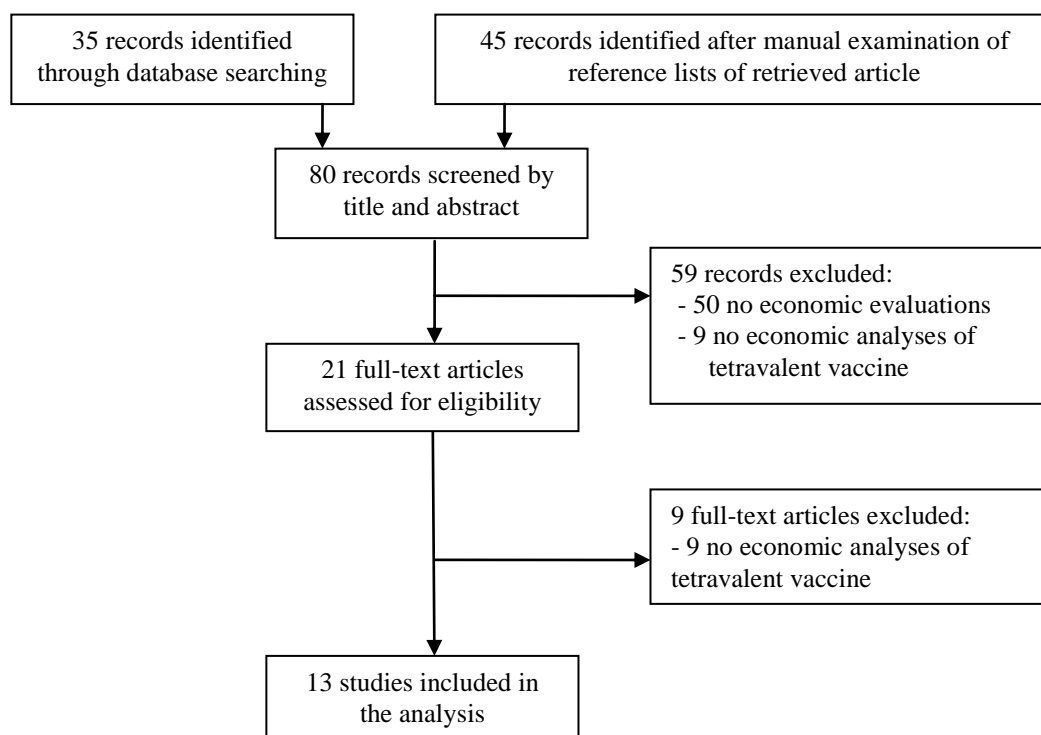 35 records identified
through database searching
45 records identified after manual examination of
reference lists of retrieved article
80 records screened by
title and abstract
59 records excluded:
- 50 no economic evaluations
- 9 no economic analyses of
tetravalent vaccine
21 full-text articles
assessed for eligibility
9 full-text articles excluded:
- 9 no economic analyses of
tetravalent vaccine
13 studies included in
the analysis